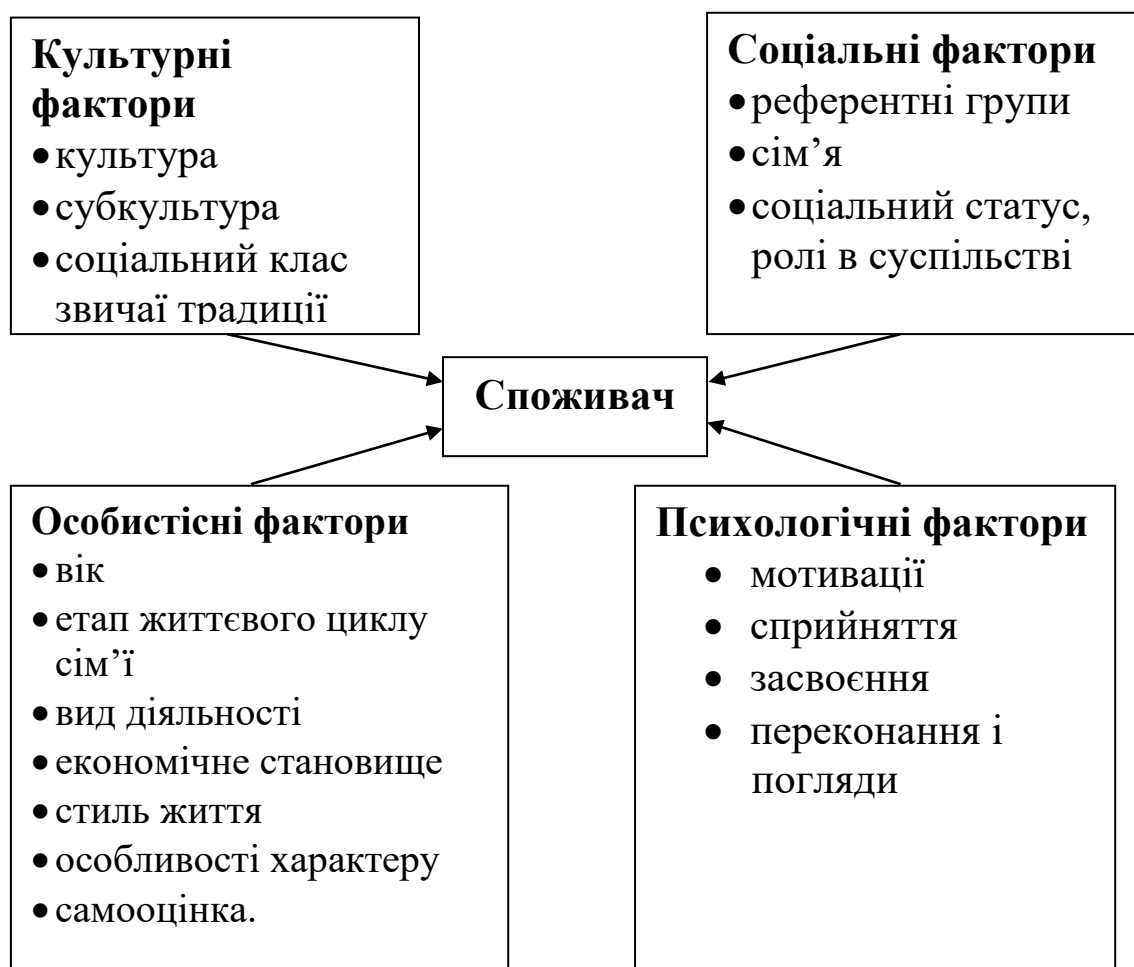 Культурні
фактори
• культура
• субкультура
• соціальний клас
звичаї традиції
Соціальні фактори
• референтні групи
• сім’я
• соціальний статус,
ролі в суспільстві
Споживач
Особистісні фактори
• вік
• етап життєвого циклу
сім’ї
• вид діяльності
• економічне становище
• стиль життя
• особливості характеру
• самооцінка.
Психологічні фактори
• мотивації
• сприйняття
• засвоєння
• переконання і
погляди